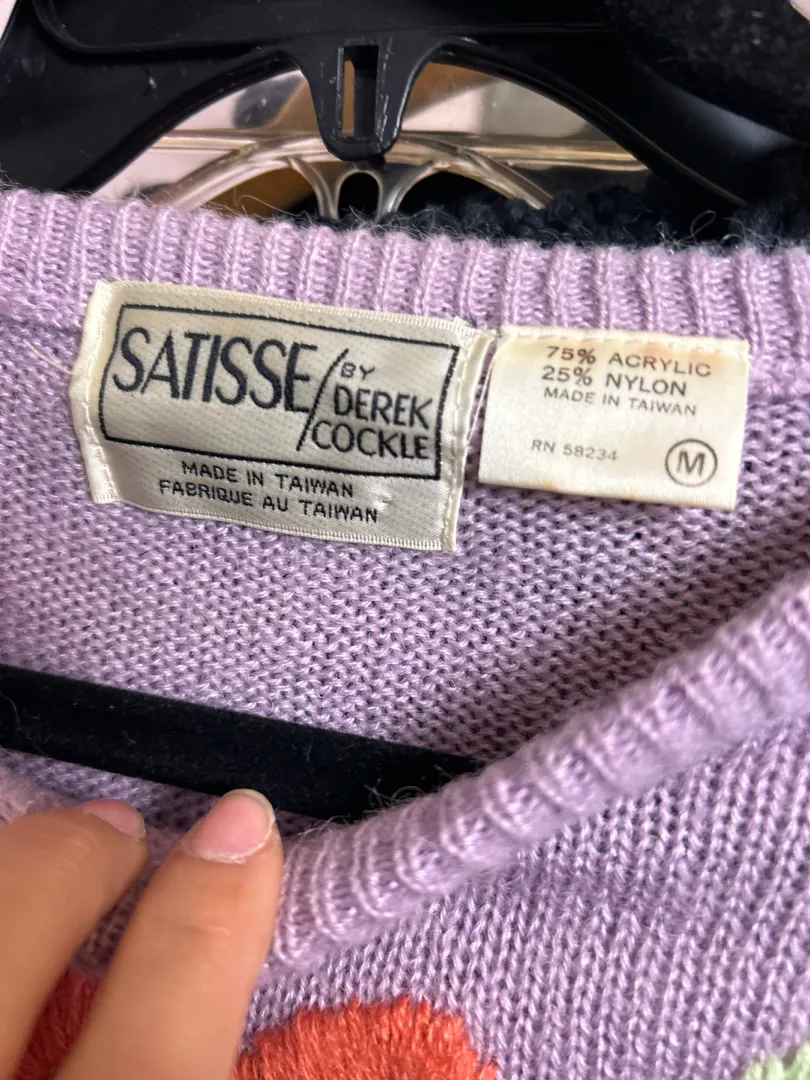 SATISSE/BY DEREK COCKLE
MADE IN TAIWAN
FABRIQUE AU TAIWAN
75% ACRYLIC
25% NYLON
MADE IN TAIWAN
RN 58234
M